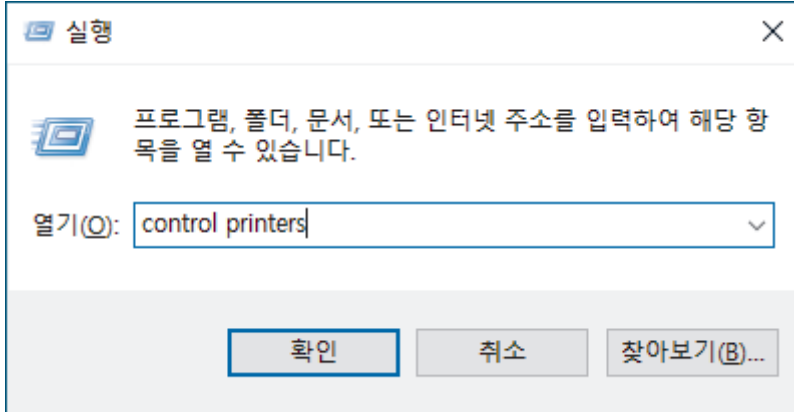 실행
프로그램, 폴더, 문서, 또는 인터넷 주소를 입력하여 해당 항
목을 열 수 있습니다.
열기(O): control printers
확인 취소 찾아보기(B)...